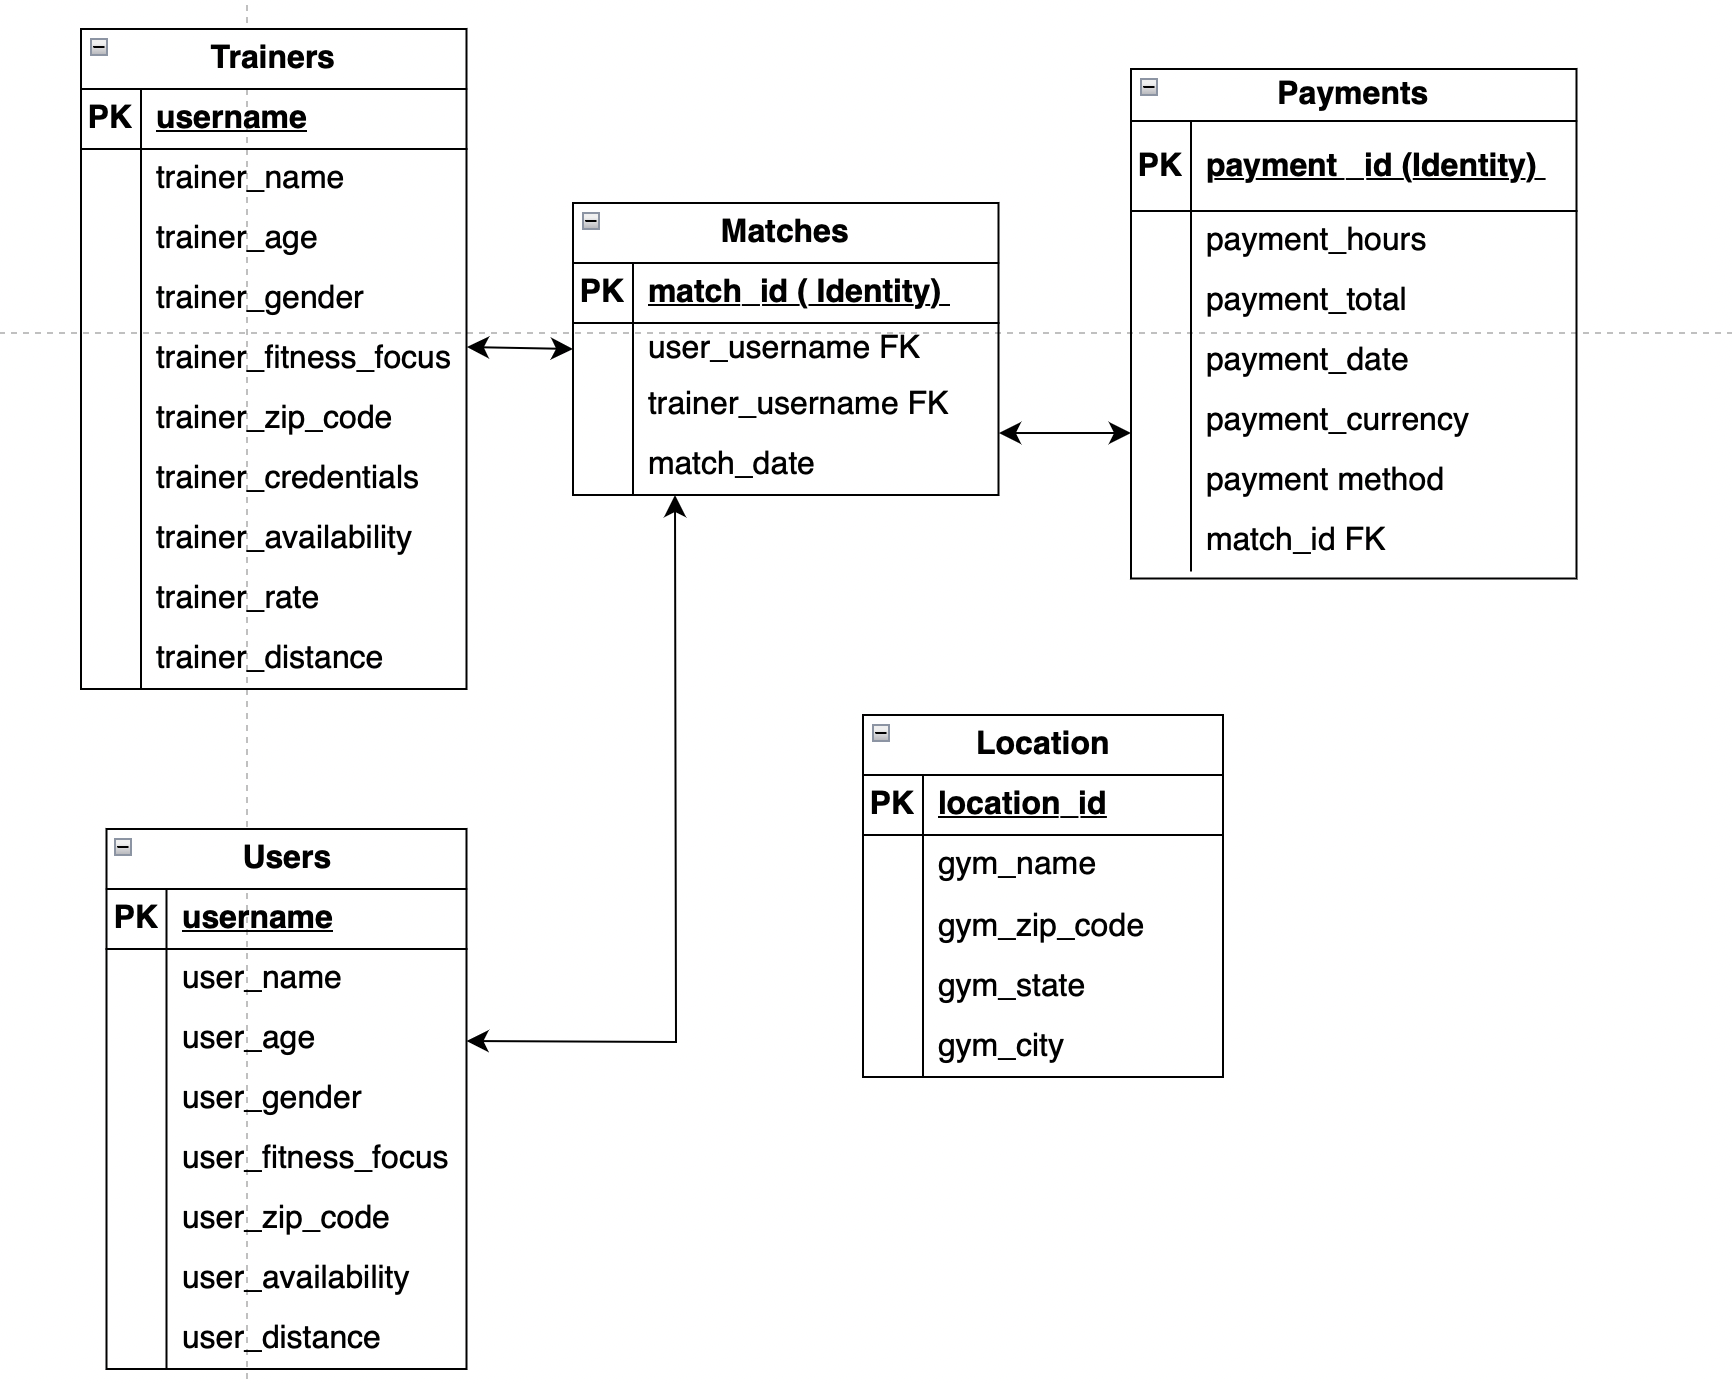 Trainers
PK username
trainer_name
trainer_age
trainer_gender
trainer_fitness_focus
trainer_zip_code
trainer_credentials
trainer_availability
trainer_rate
trainer_distance
Matches
PK match_id ( Identity)
user_username FK
trainer_username FK
match_date
Payments
PK payment _id (Identity)
payment_hours
payment_total
payment_date
payment_currency
payment method
match_id FK
Users
PK username
user_name
user_age
user_gender
user_fitness_focus
user_zip_code
user_availability
user_distance
Location
PK location_id
gym_name
gym_zip_code
gym_state
gym_city